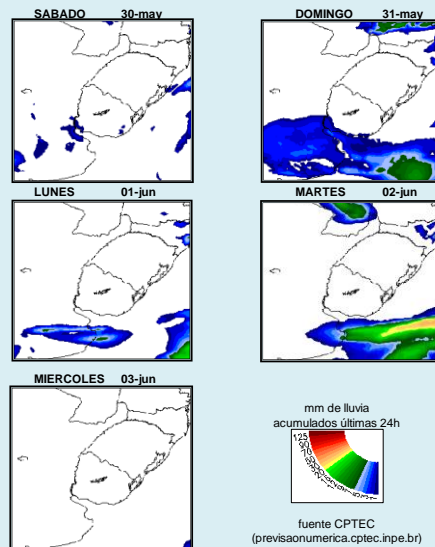 SABADO 30-may
DOMINGO 31-may
LUNES 01-jun
MARTES 02-jun
MIERCOLES 03-jun
mm de lluvia
acumulados últimas 24h
125
fuente CPTEC
(previsaonumerica.cptec.inpe.br)